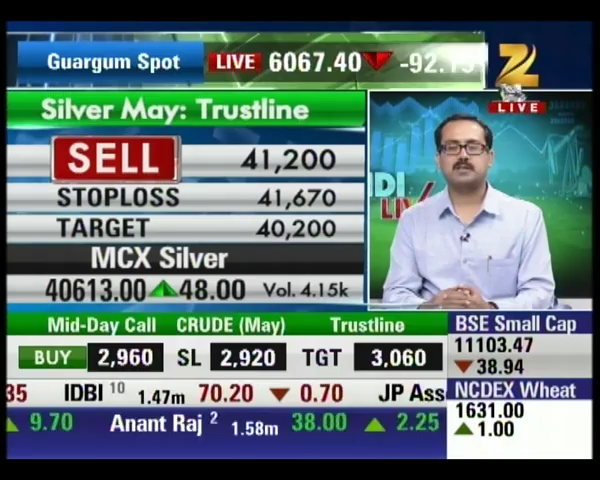 Guargum Spot LIVE 6067.40 -92.15
Z
LIVE
Silver May: Trustline
SELL 41,200
STOPLOSS 41,670
TARGET 40,200
MCX Silver
40613.00 48.00 Vol. 4.15k
NDI
LIV
Mid-Day Call CRUDE (May) Trustline
BUY 2,960 SL 2,920 TGT 3,060
BSE Small Cap
11103.47
38.94
NCDEX Wheat
1631.00
1.00
35 IDBI 10 1.47m 70.20 0.70 JP Ass
9.70 Anant Raj 2 1.58m 38.00 2.25